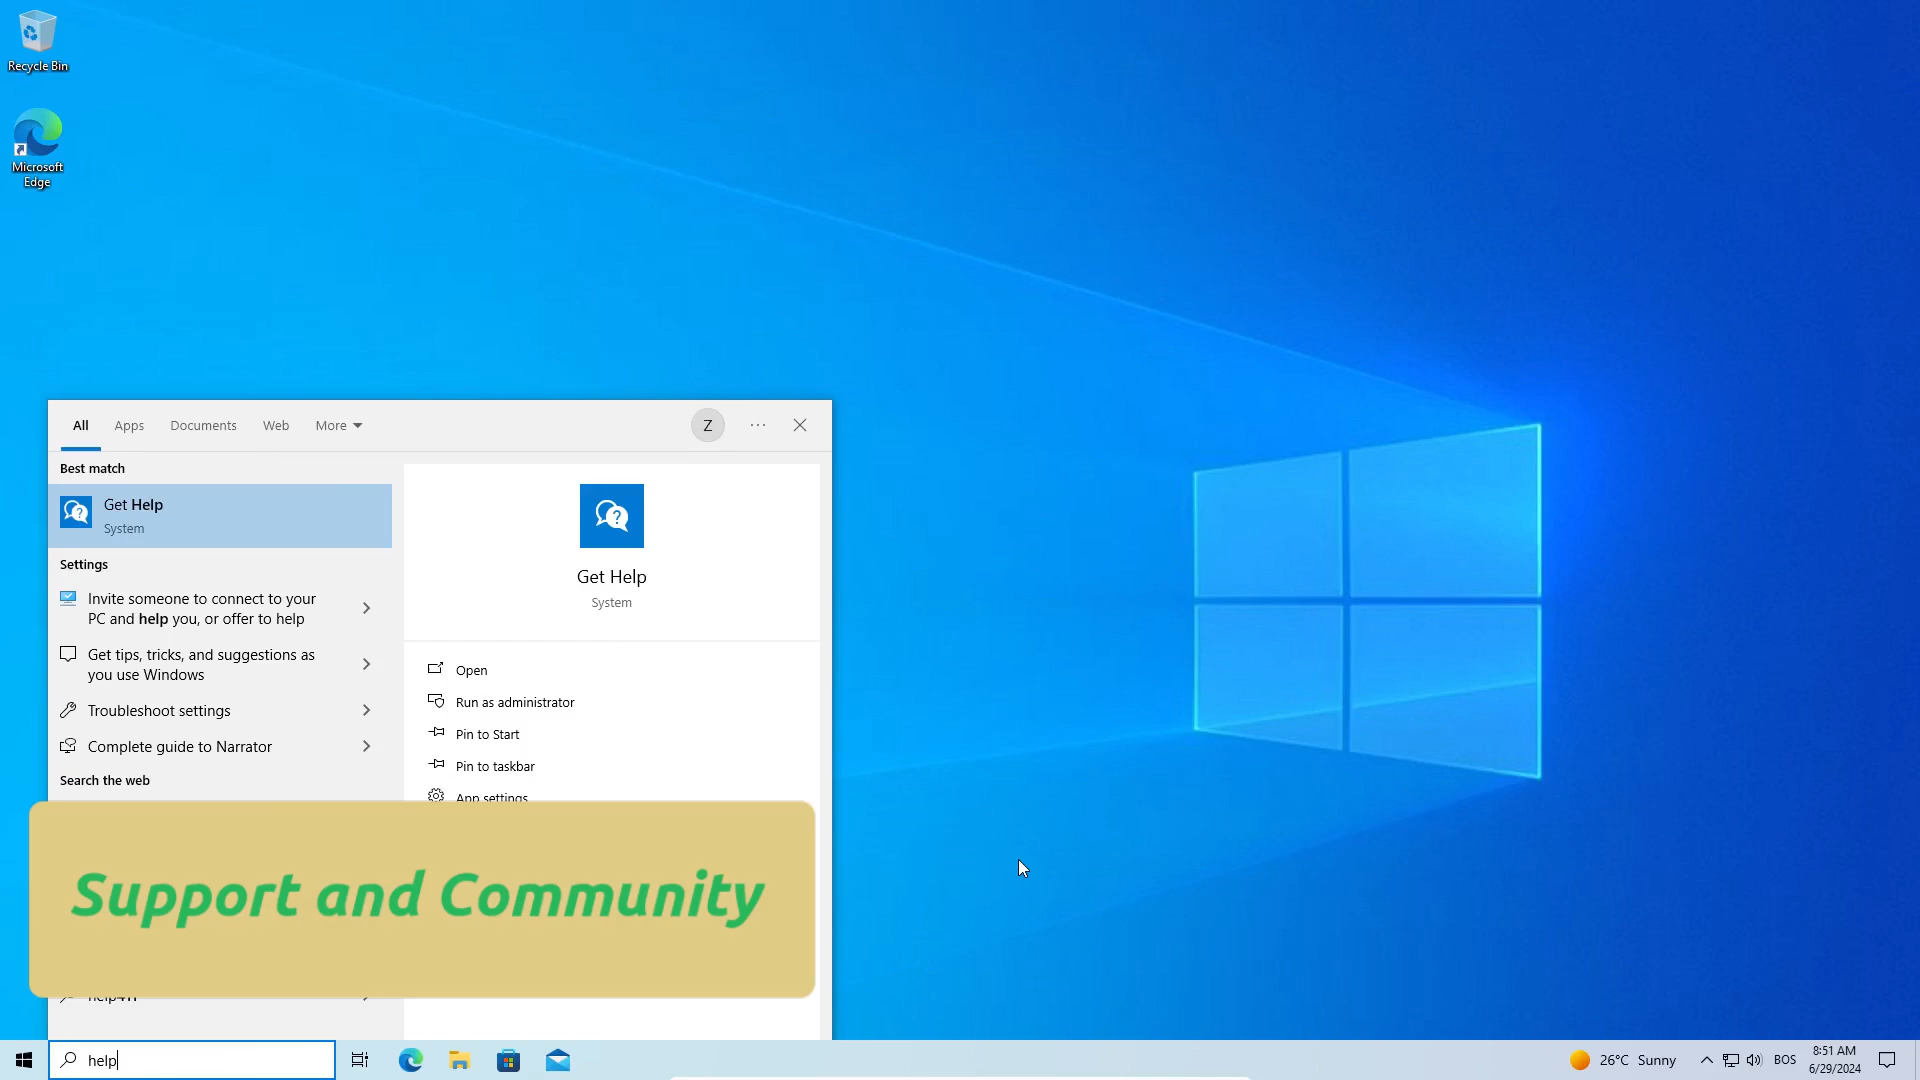 Recycle Bin
Microsoft
Edge
All
Apps
Documents
Web
More
Z
Best match
Get Help
System
Settings
Invite someone to connect to your
PC and help you, or offer to help
Get tips, tricks, and suggestions as
you use Windows
Troubleshoot settings
Complete guide to Narrator
Search the web
Get Help
System
Open
Run as administrator
Pin to Start
Pin to taskbar
App settings
Support and Community
help
26°C Sunny
BOS
8:51 AM
6/29/2024